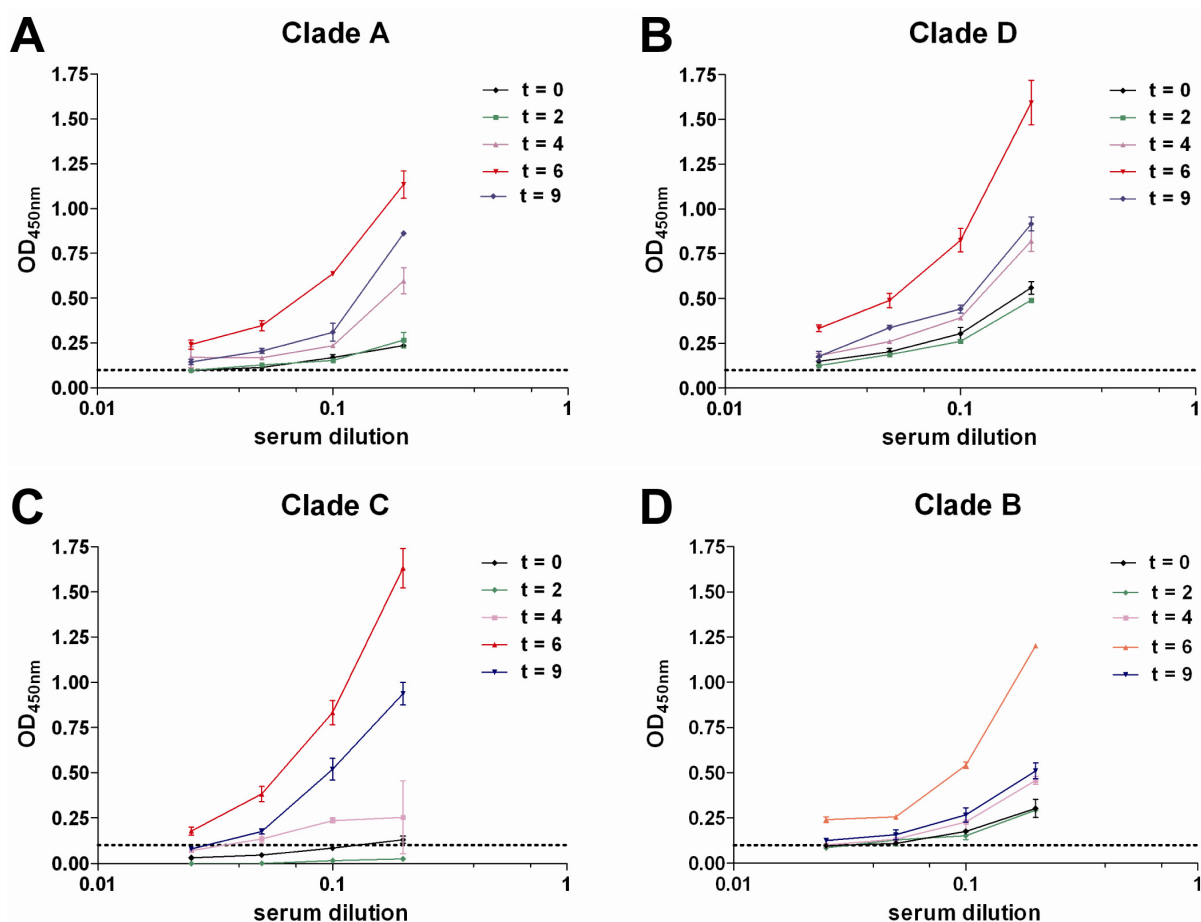 A
Clade A
OD450nm
1.75
1.50
1.25
1.00
0.75
0.50
0.25
0.00
0.01
0.1
1
serum dilution
t = 0
t = 2
t = 4
t = 6
t = 9
B
Clade D
OD450nm
1.75
1.50
1.25
1.00
0.75
0.50
0.25
0.00
0.01
0.1
1
serum dilution
t = 0
t = 2
t = 4
t = 6
t = 9
C
Clade C
OD450nm
1.75
1.50
1.25
1.00
0.75
0.50
0.25
0.00
0.01
0.1
1
serum dilution
t = 0
t = 2
t = 4
t = 6
t = 9
D
Clade B
OD450nm
1.75
1.50
1.25
1.00
0.75
0.50
0.25
0.00
0.01
0.1
1
serum dilution
t = 0
t = 2
t = 4
t = 6
t = 9